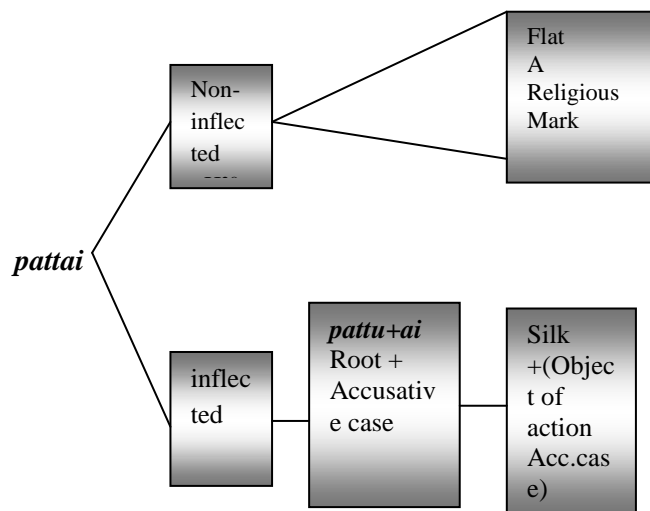 pattai
Non-
inflec
ted
Flat
A
Religious
Mark
inflec
ted
pattu+ai
Root +
Accusativ
e case
Silk
+(Objec
t of
action
Acc.cas
e)